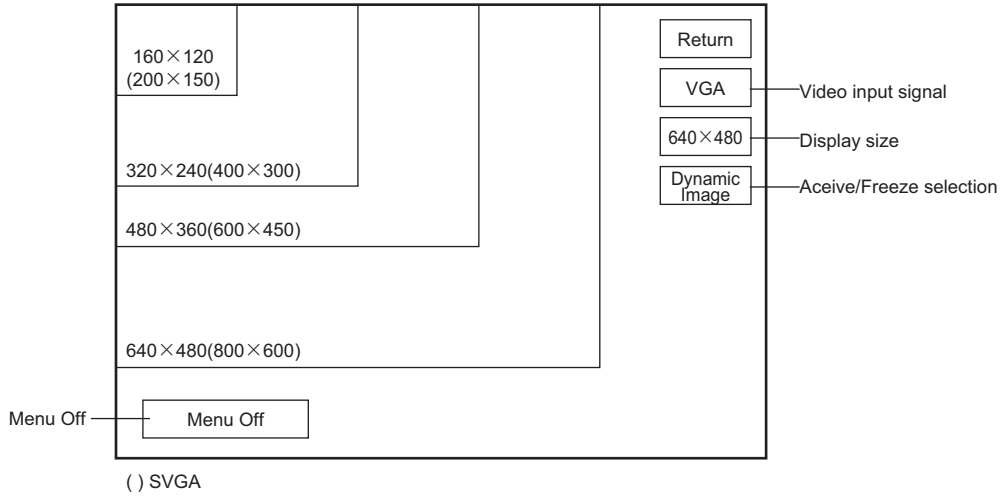 160×120
(200×150)
320×240(400×300)
480×360(600×450)
640×480(800×600)
Return
VGA
Video input signal
640×480
Display size
Dynamic
Image
Aceive/Freeze selection
Menu Off
Menu Off
( ) SVGA